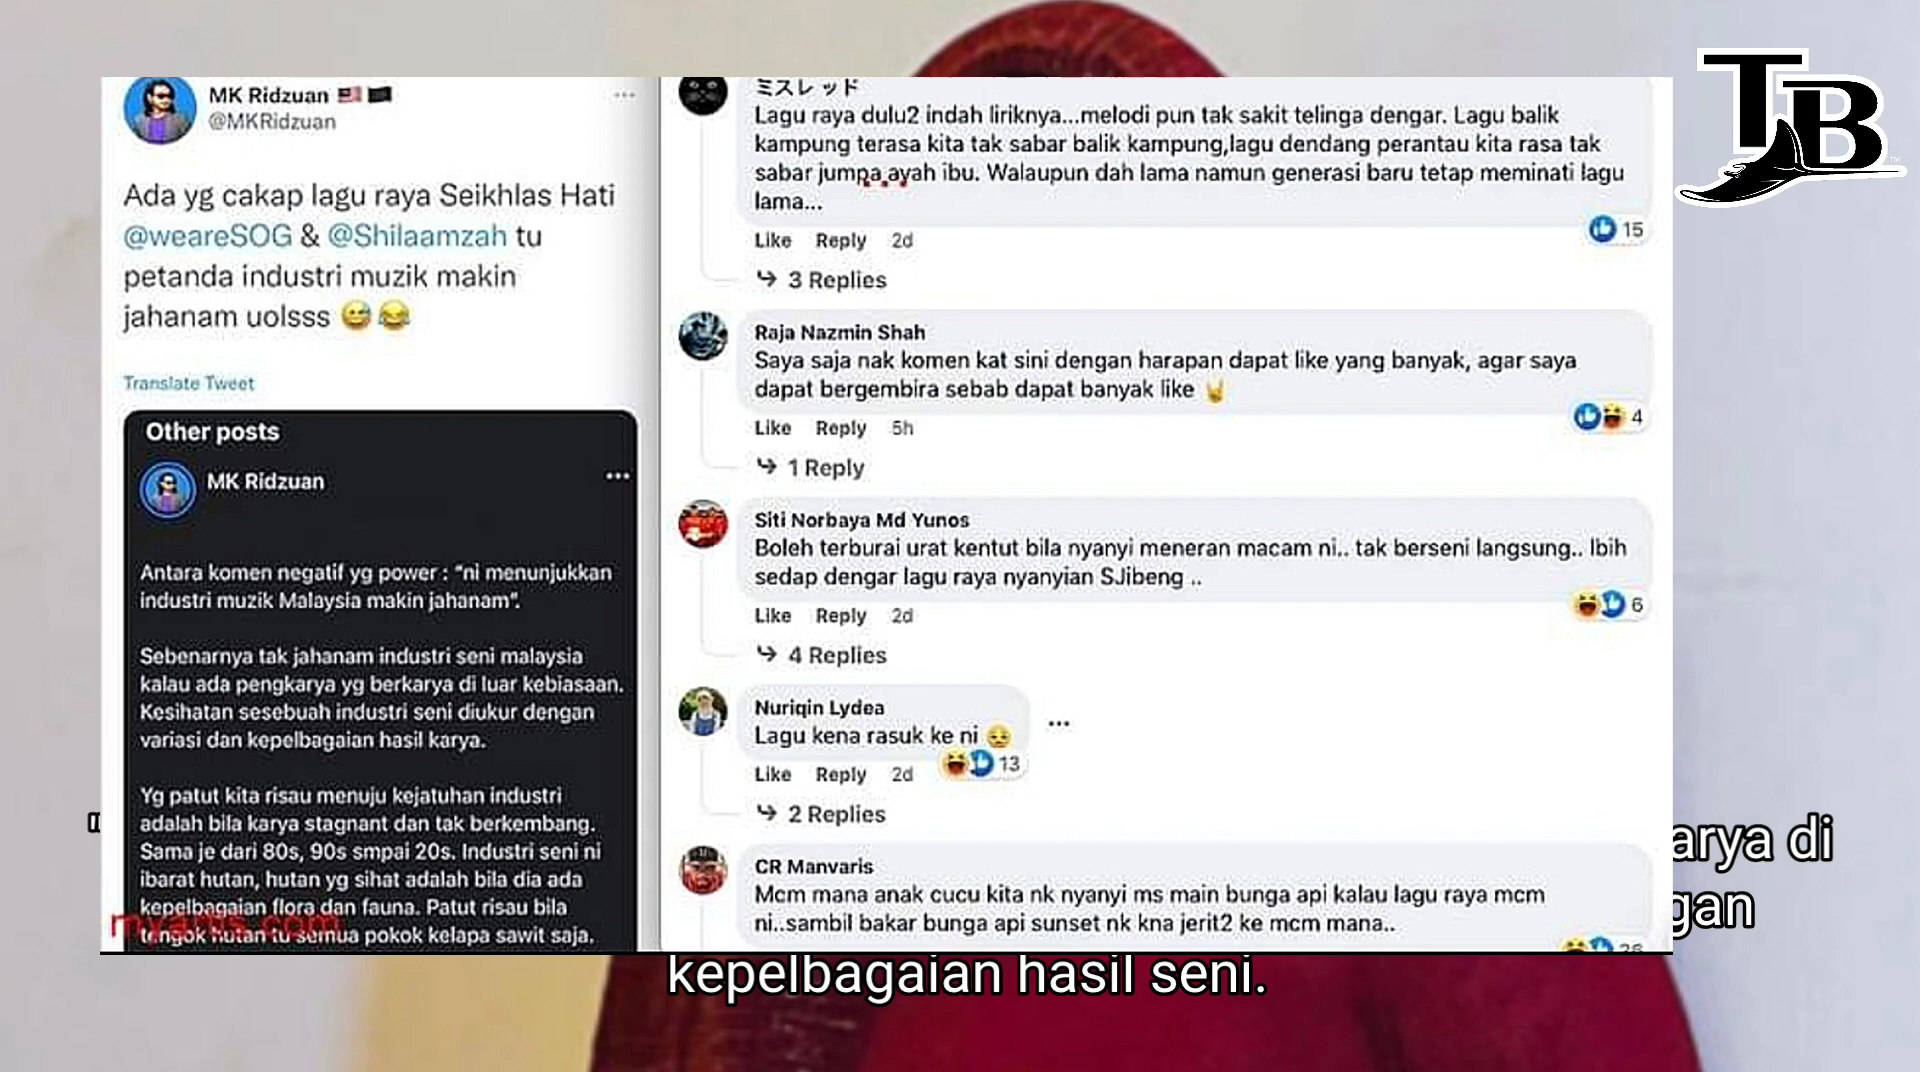 MK Ridzuan
@MKRidzuan
Ada yg cakap lagu raya Seikhlas Hati
@weareSOG & @Shilaamzah tu
petanda industri muzik makin
jahanam uolsss 😅😂
Translate Tweet
Other posts
MK Ridzuan
Antara komen negatif yg power : "ni menunjukkan
industri muzik Malaysia makin jahanam".
Sebenarnya tak jahanam industri seni malaysia
kalau ada pengkarya yg berkarya di luar kebiasaan.
Kesihatan sesebuah industri seni diukur dengan
variasi dan kepelbagaian hasil karya.
Yg patut kita risau menuju kejatuhan industri
adalah bila karya stagnant dan tak berkembang.
Sama je dari 80s, 90s smpai 20s. Industri seni ni
ibarat hutan, hutan yg sihat adalah bila dia ada
kepelbagaian flora dan fauna. Patut risau bila
tengok hutan tu semua pokok kelapa sawit saja.
ミスレッド
Lagu raya dulu2 indah liriknya...melodi pun tak sakit telinga dengar. Lagu balik
kampung terasa kita tak sabar balik kampung,lagu dendang perantau kita rasa tak
sabar jumpa ayah ibu. Walaupun dah lama namun generasi baru tetap meminati lagu
lama...
15
Like Reply 2d
3 Replies
Raja Nazmin Shah
Saya saja nak komen kat sini dengan harapan dapat like yang banyak, agar saya
dapat bergembira sebab dapat banyak like 🤘
4
Like Reply 5h
1 Reply
Siti Norbaya Md Yunos
Boleh terburai urat kentut bila nyanyi meneran macam ni.. tak berseni langsung.. lbih
sedap dengar lagu raya nyanyian SJibeng ..
6
Like Reply 2d
4 Replies
Nuriqin Lydea
Lagu kena rasuk ke ni 😔
Like Reply 2d 13
2 Replies
CR Manvaris
Mcm mana anak cucu kita nk nyanyi ms main bunga api kalau lagu raya mcm
ni..sambil bakar bunga api sunset nk kna jerit2 ke mcm mana..
TB
arya di
gan
kepelbagaian hasil seni.